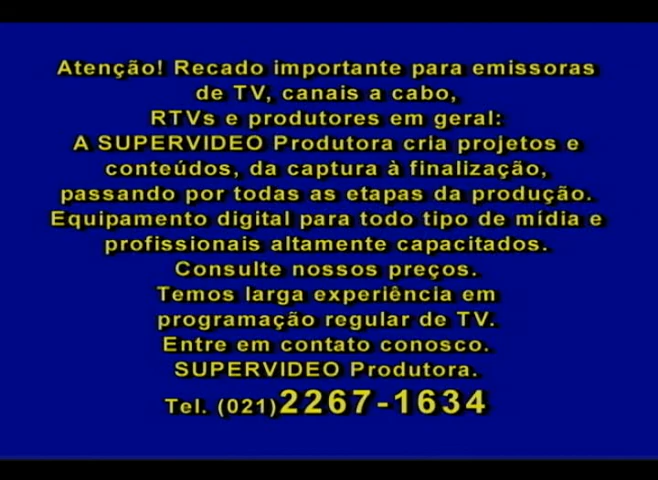 Atenção! Recado importante para emissoras
de TV, canais a cabo,
RTVs e produtores em geral:
A SUPERVIDEO Produtora cria projetos e
conteúdos, da captura à finalização,
passando por todas as etapas da produção.
Equipamento digital para todo tipo de mídia e
profissionais altamente capacitados.
Consulte nossos preços.
Temos larga experiência em
programação regular de TV.
Entre em contato conosco.
SUPERVIDEO Produtora.
Tel. (021)2267-1634